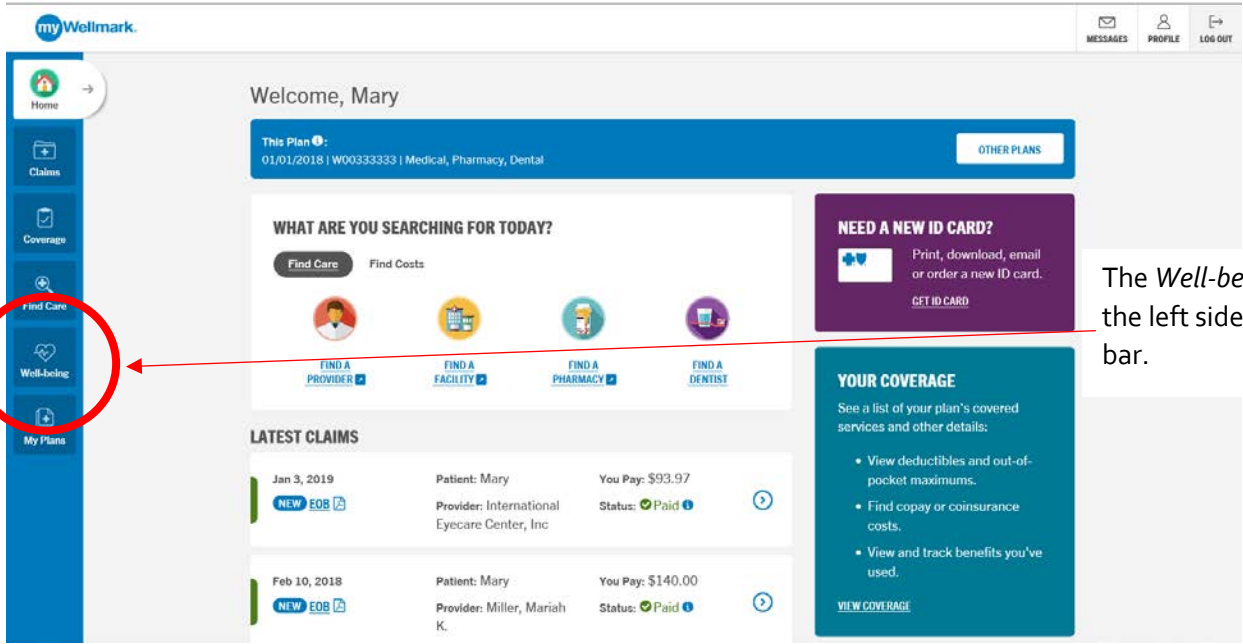 myWellmark.
MESSAGES
PROFILE
LOG OUT
Home
Claims
Coverage
Find Care
Well-being
My Plans
Welcome, Mary
This Plan:
01/01/2018 | W00333333 | Medical, Pharmacy, Dental
OTHER PLANS
WHAT ARE YOU SEARCHING FOR TODAY?
Find Care Find Costs
FIND A
PROVIDER
FIND A
FACILITY
FIND A
PHARMACY
FIND A
DENTIST
LATEST CLAIMS
Jan 3, 2019
NEW EOB
Patient: Mary
Provider: International
Eyecare Center, Inc
You Pay: $93.97
Status: Paid
Feb 10, 2018
NEW EOB
Patient: Mary
Provider: Miller, Mariah
K.
You Pay: $140.00
Status: Paid
NEED A NEW ID CARD?
Print, download, email
or order a new ID card.
GET ID CARD
YOUR COVERAGE
See a list of your plan's covered
services and other details:
• View deductibles and out-of-
pocket maximums.
• Find copay or coinsurance
costs.
• View and track benefits you've
used.
VIEW COVERAGE
The Well-be
the left side
bar.